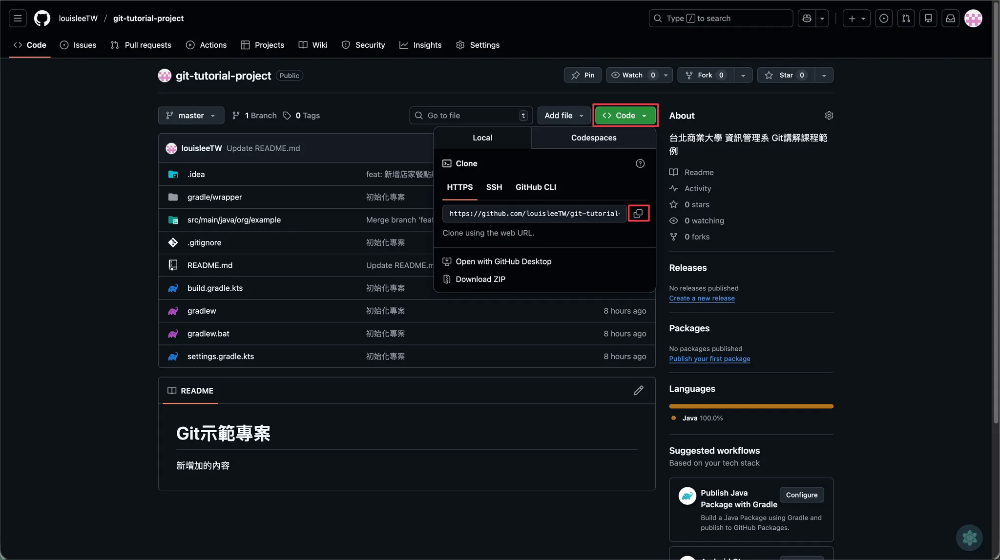 louisleeTW / git-tutorial-project
Type / to search
Code Issues Pull requests Actions Projects Wiki Security Insights Settings
git-tutorial-project Public
Pin Watch 0 Fork 0 Star 0
master 1 Branch 0 Tags
Go to file t Add file Code
Local Codespaces
Clone
HTTPS SSH GitHub CLI
https://github.com/louisleeTW/git-tutorial-
Clone using the web URL.
Open with GitHub Desktop
Download ZIP
louisleeTW Update README.md
.idea feat: 新增店家餐點
gradle/wrapper 初始化專案
src/main/java/org/example Merge branch 'feat
.gitignore 初始化專案
README.md Update README.m
build.gradle.kts 初始化專案
gradlew 初始化專案 8 hours ago
gradlew.bat 初始化專案 8 hours ago
settings.gradle.kts 初始化專案 8 hours ago
README
Git示範專案
新增加的內容
About
台北商業大學 資訊管理系 Git講解課程範
例
Readme
Activity
0 stars
0 watching
0 forks
Releases
No releases published
Create a new release
Packages
No packages published
Publish your first package
Languages
Java 100.0%
Suggested workflows
Based on your tech stack
Publish Java
Package with Gradle
Configure
Build a Java Package using Gradle and
publish to GitHub Packages.